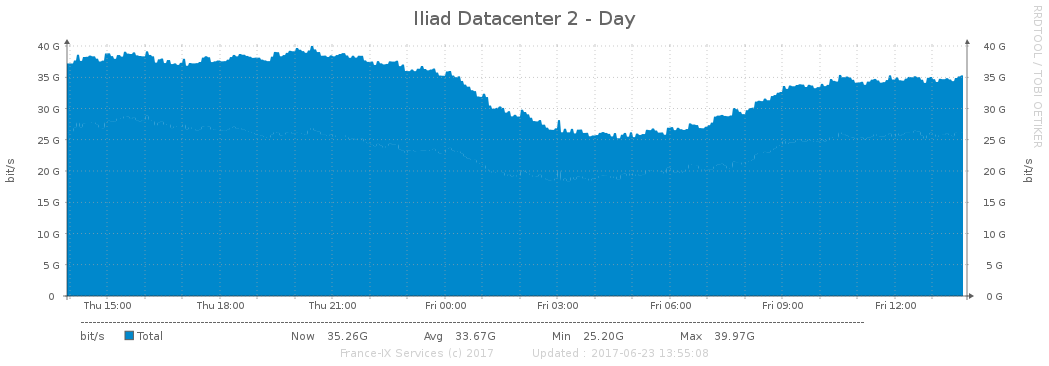 Iliad Datacenter 2 - Day
RRDTOOL / TOBI OETIKER
40 G 40 G
35 G 35 G
30 G 30 G
25 G 25 G
20 G 20 G
15 G 15 G
10 G 10 G
5 G 5 G
0 0 G
bit/s
bit/s
Thu 15:00 Thu 18:00 Thu 21:00 Fri 00:00 Fri 03:00 Fri 06:00 Fri 09:00 Fri 12:00
bit/s Total Now 35.26G Avg 33.67G Min 25.20G Max 39.97G
France-IX Services (c) 2017 Updated : 2017-06-23 13:55:08